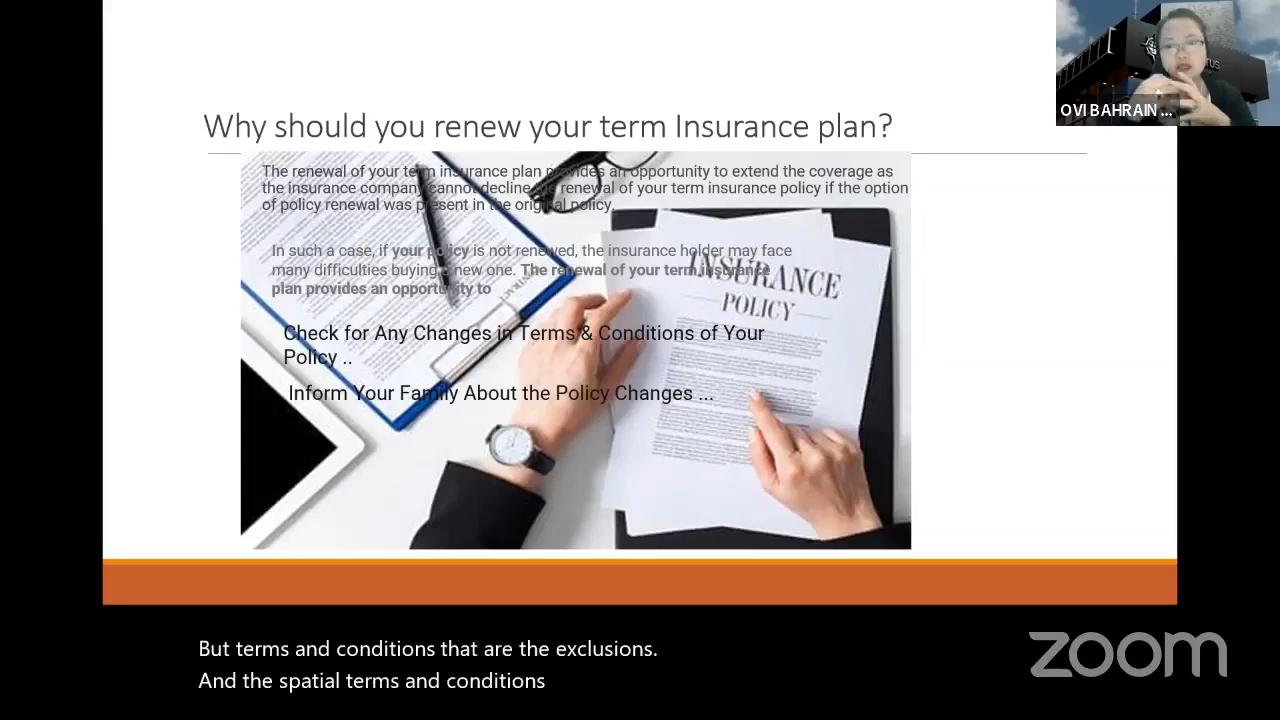 OVI BAHRAIN ...
Why should you renew your term Insurance plan?
The renewal of your term insurance plan provides an opportunity to extend the coverage as
the insurance company cannot decline the renewal of your term insurance policy if the option
of policy renewal was present in the original policy.
In such a case, if your policy is not renewed, the insurance holder may face
many difficulties buying a new one. The renewal of your term insurance
plan provides an opportunity to
INSURANCE
POLICY
Check for Any Changes in Terms & Conditions of Your
Policy ..
Inform Your Family About the Policy Changes ...
But terms and conditions that are the exclusions.
And the spatial terms and conditions
zoom